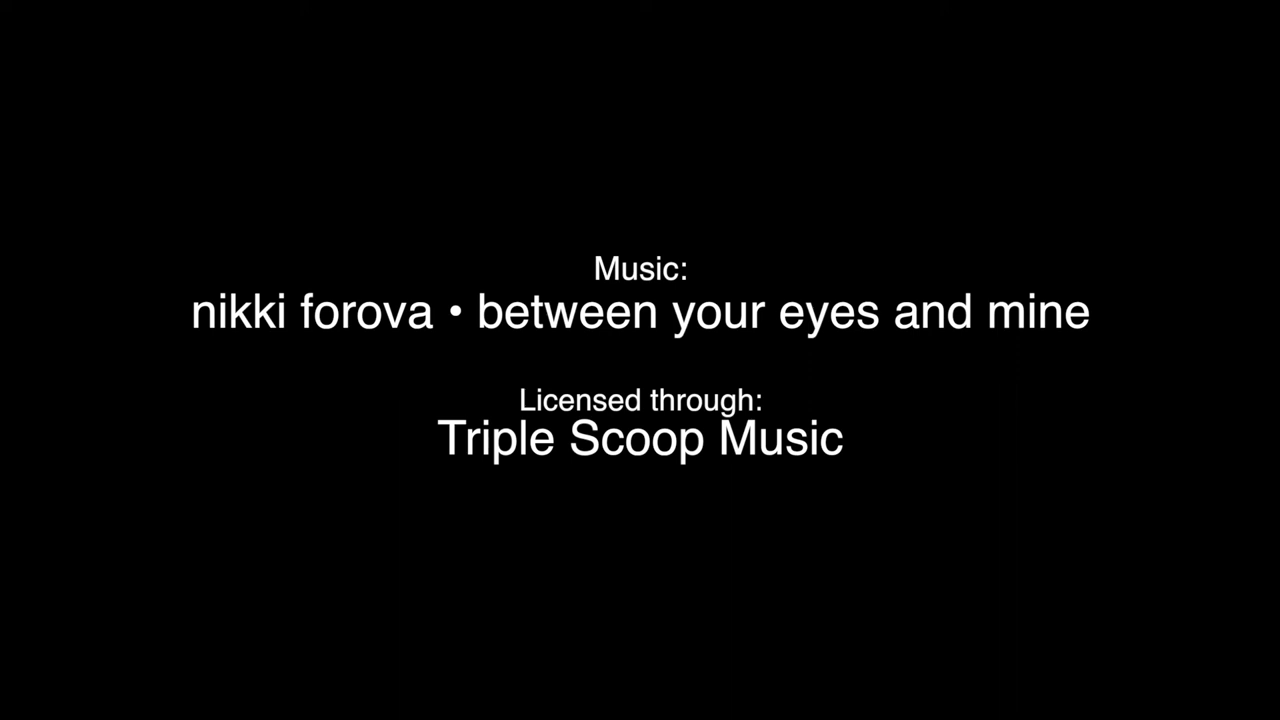 Music:
nikki forova • between your eyes and mine
Licensed through:
Triple Scoop Music